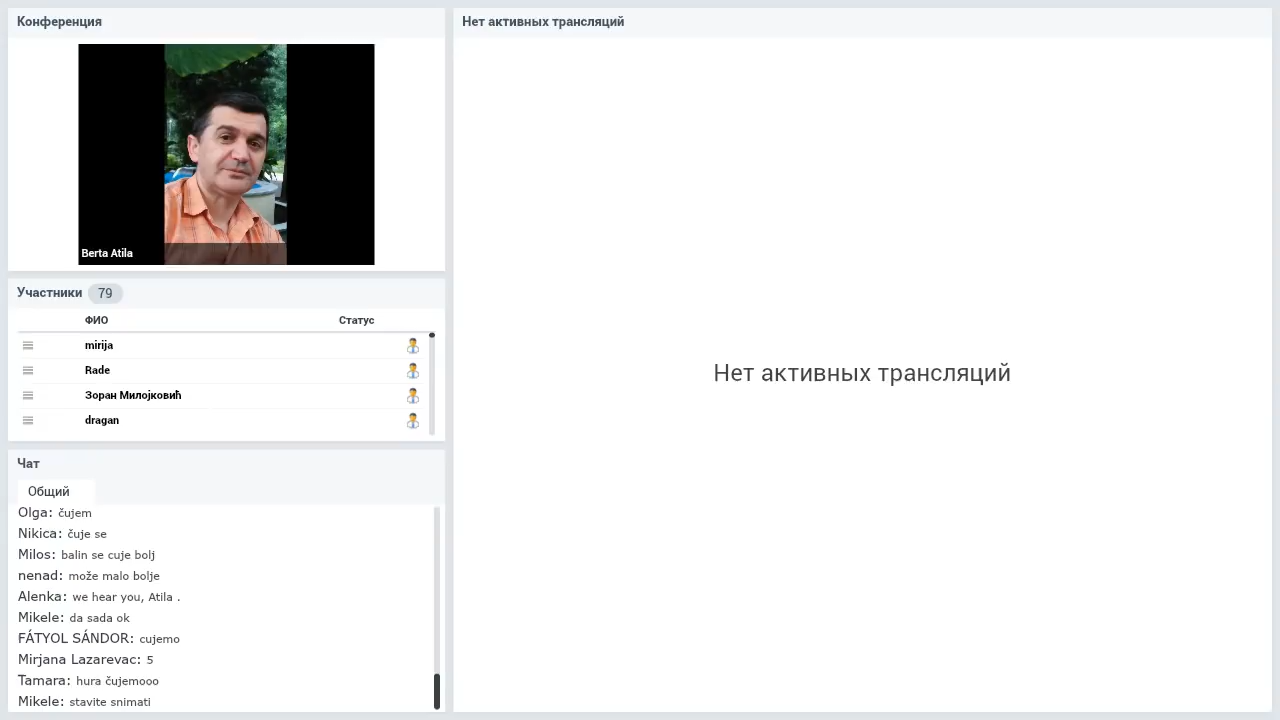 Конференция
Berta Atila
Участники 79
ФИО Статус
mirija
Rade
Зоран Милојковић
dragan
Чат
Общий
Olga: čujem
Nikica: čuje se
Milos: balin se cuje bolj
nenad: može malo bolje
Alenka: we hear you, Atila .
Mikele: da sada ok
FÁTYOL SÁNDOR: cujemo
Mirjana Lazarevac: 5
Tamara: hura čujemooo
Mikele: stavite snimati
Нет активных трансляций
Нет активных трансляций